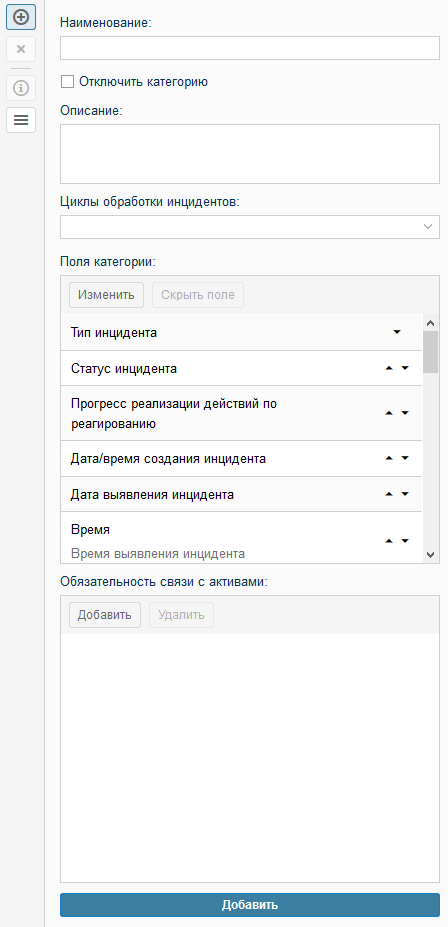 Наименование:
Отключить категорию
Описание:
Циклы обработки инцидентов:
Поля категории:
Изменить Скрыть поле
Тип инцидента
Статус инцидента
Прогресс реализации действий по
реагированию
Дата/время создания инцидента
Дата выявления инцидента
Время
Время выявления инцидента
Обязательность связи с активами:
Добавить Удалить
Добавить